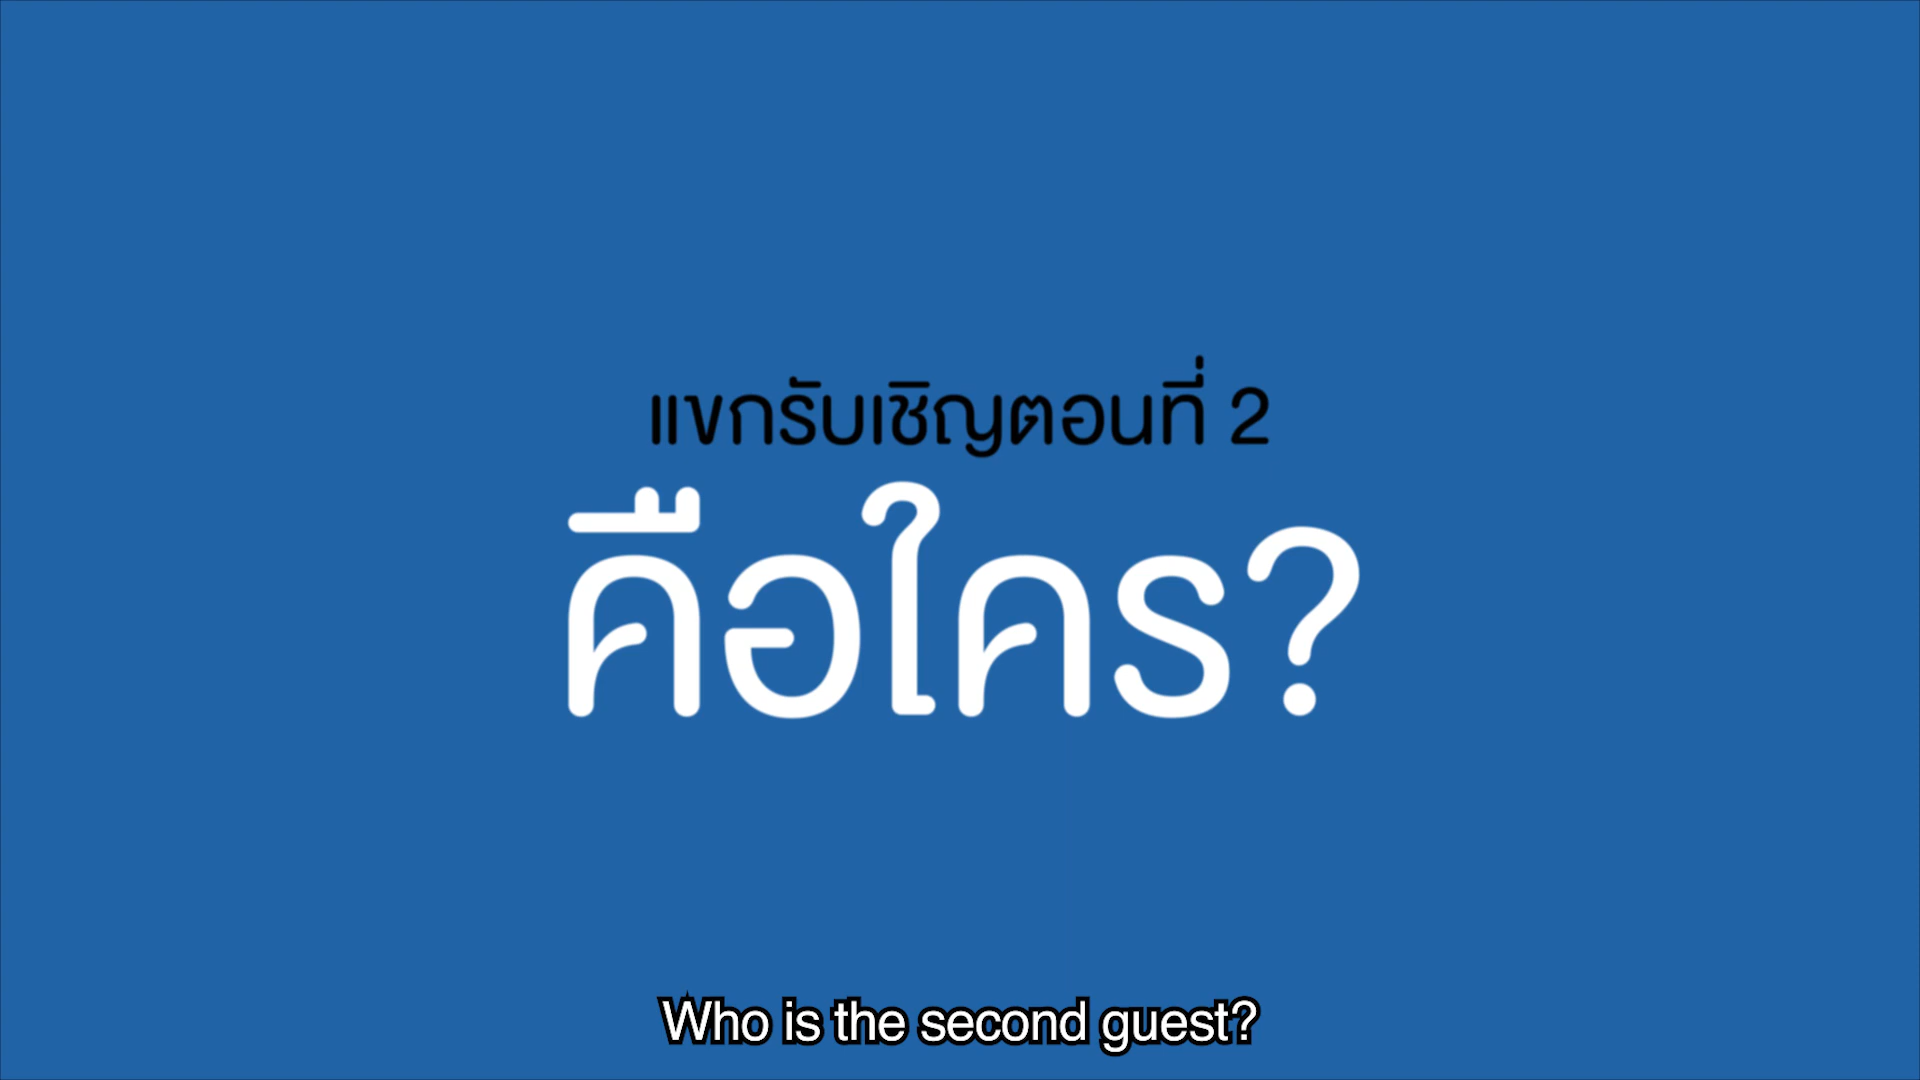 แขกรับเชิญตอนที่ 2
คือใคร?
Who is the second guest?